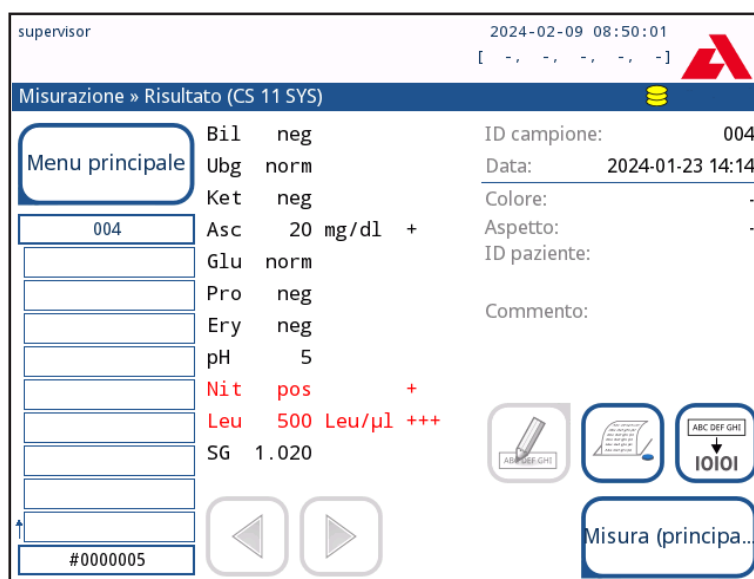 supervisor
2024-02-09 08:50:01
[ -, -, -, -, -]
Misurazione » Risultato (CS 11 SYS)
Menu principale
004
#0000005
Bil neg
Ubg norm
Ket neg
Asc 20 mg/dl +
Glu norm
Pro neg
Ery neg
pH 5
Nit pos +
Leu 500 Leu/µl +++
SG 1.020
ID campione: 004
Data: 2024-01-23 14:14
Colore: -
Aspetto: -
ID paziente:
Commento:
ABC DEF GHI
ABC DEF GHI
IOIOI
Misura (principa...